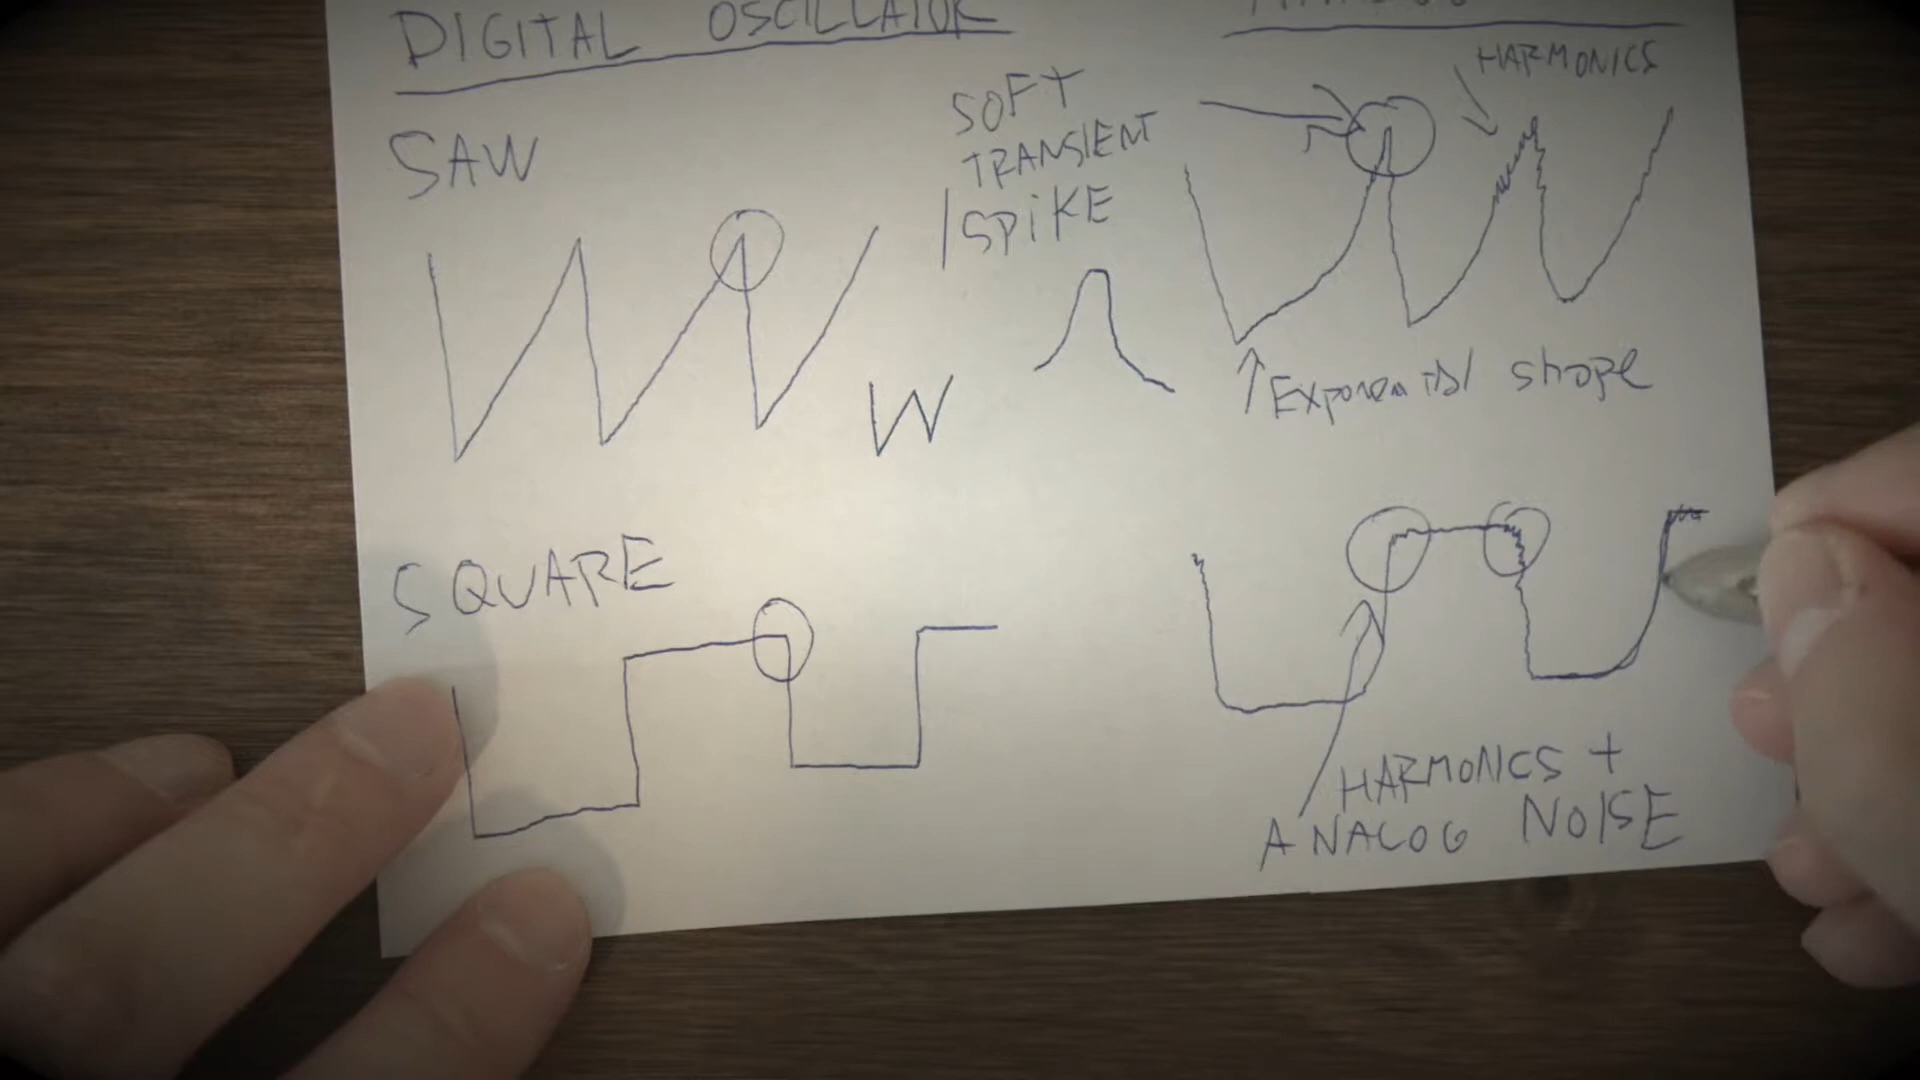 DIGITAL OSCILLATOR
SAW
SOFT
TRANSIENT
/SPIKE
HARMONICS
Exponential shape
SQUARE
HARMONICS +
ANALOG NOISE